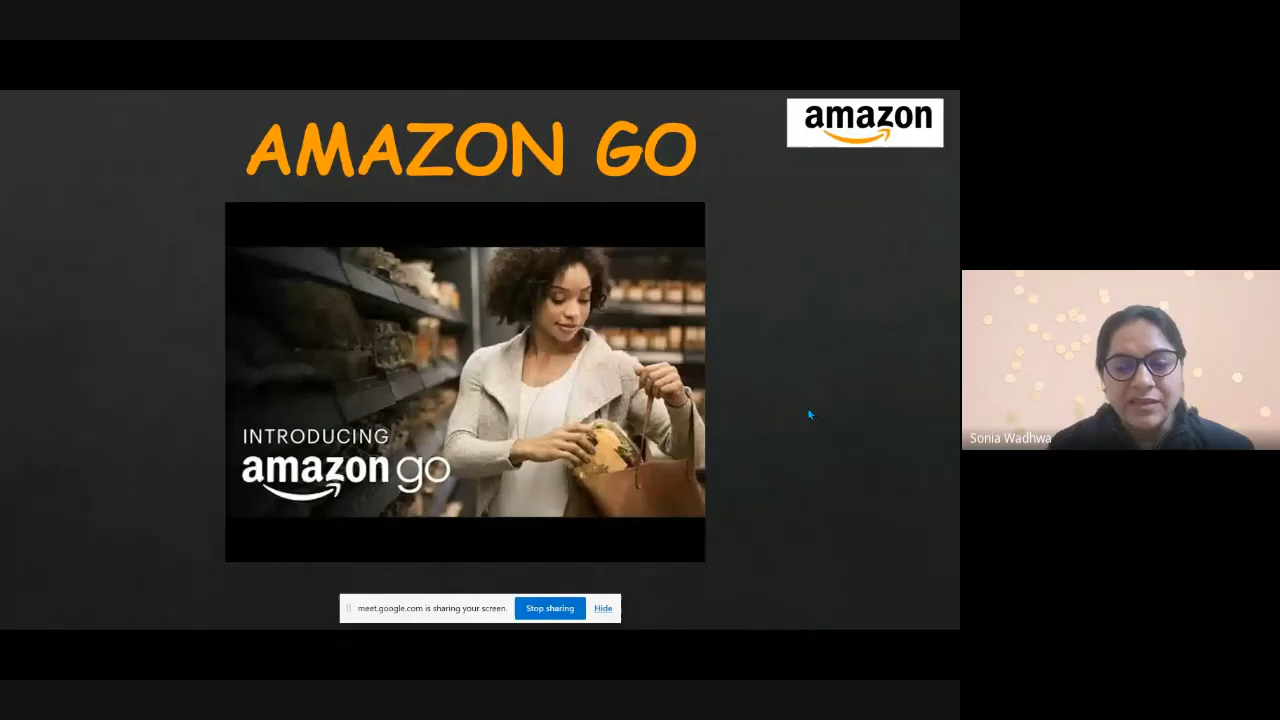 AMAZON GO
amazon
INTRODUCING
amazon go
Sonia Wadhwa
meet.google.com is sharing your screen.
Stop sharing
Hide